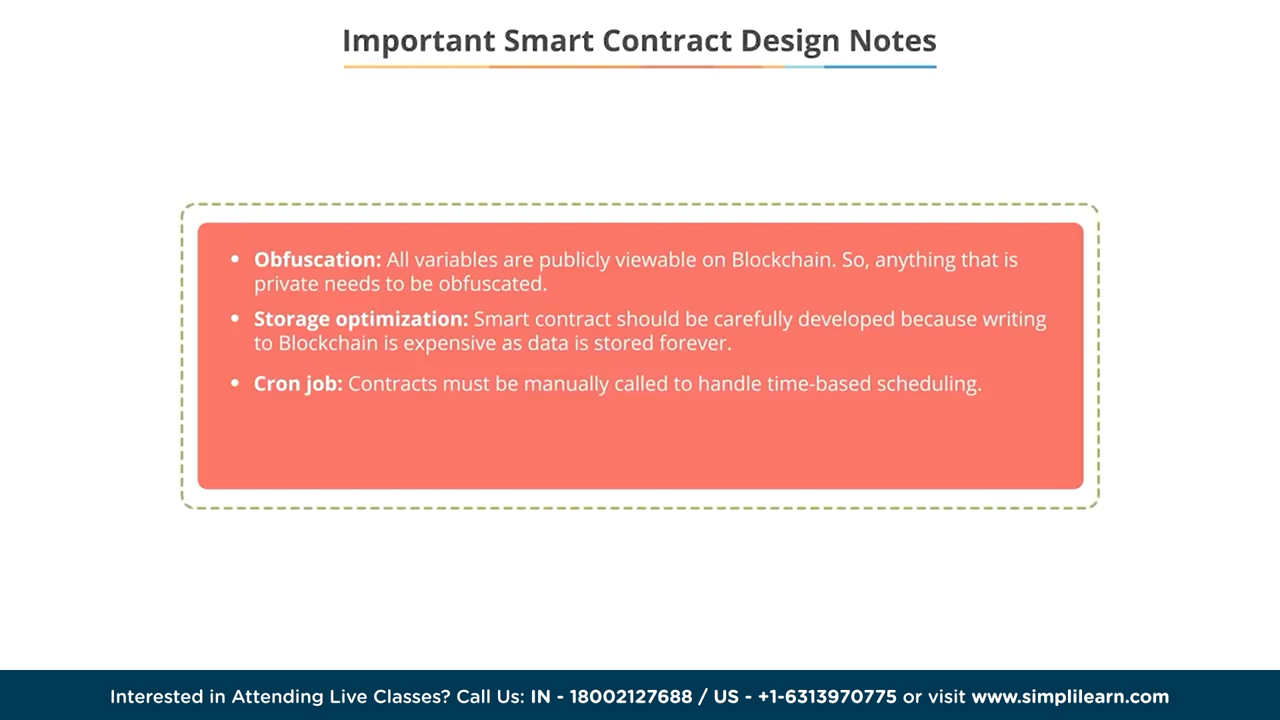 Important Smart Contract Design Notes
• Obfuscation: All variables are publicly viewable on Blockchain. So, anything that is
private needs to be obfuscated.
• Storage optimization: Smart contract should be carefully developed because writing
to Blockchain is expensive as data is stored forever.
• Cron job: Contracts must be manually called to handle time-based scheduling.
Interested in Attending Live Classes? Call Us: IN - 18002127688 / US - +1-6313970775 or visit www.simplilearn.com